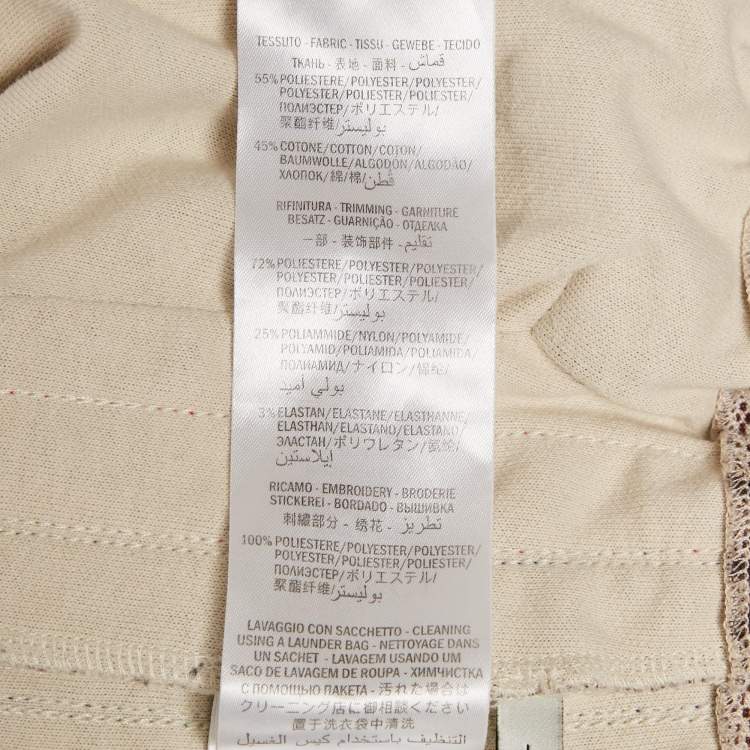 TESSUTO - FABRIC - TISSU - GEWEBE - TECIDO
ТКАНЬ - 表地 - 面料 - قماش
55% POLIESTERE/POLYESTER/POLYESTER/
POLYESTER/POLIESTER/POLIÉSTER/
ПОЛИЭСТЕР/ポリエステル/
聚酯纤维/بوليستر
45% COTONE/COTTON/COTON/
BAUMWOLLE/ALGODÓN/ALGODÃO/
ХЛОПОК/綿/棉/قطن
RIFINITURA - TRIMMING - GARNITURE
BESATZ - GUARNIÇÃO - ОТДЕЛКА
一部 - 装饰部件 - تقليم
72% POLIESTERE/POLYESTER/POLYESTER/
POLYESTER/POLIESTER/POLIÉSTER/
ПОЛИЭСТЕР/ポリエステル/
聚酯纤维/بوليستر
25% POLIAMMIDE/NYLON/POLYAMIDE/
POLYAMID/POLIAMIDA/POLIAMIDA/
ПОЛИАМИД/ナイロン/锦纶/
بولي أميد
3% ELASTAN/ELASTANE/ELASTHANNE/
ELASTHAN/ELASTANO/ELASTANO/
ЭЛАСТАН/ポリウレタン/氨纶/
إيلاستين
RICAMO - EMBROIDERY - BRODERIE
STICKEREI - BORDADO - ВЫШИВКА
刺繍部分 - 绣花 - تطريز
100% POLIESTERE/POLYESTER/POLYESTER/
POLYESTER/POLIESTER/POLIÉSTER/
ПОЛИЭСТЕР/ポリエステル/
聚酯纤维/بوليستر
LAVAGGIO CON SACCHETTO - CLEANING
USING A LAUNDER BAG - NETTOYAGE DANS
UN SACHET - LAVAGEM USANDO UM
SACO DE LAVAGEM DE ROUPA - ХИМЧИСТКА
С ПОМОЩЬЮ ПАКЕТА - 汚れた場合は
クリーニング店に御相談ください
置于洗衣袋中清洗
التنظيف باستخدام كيس الغسيل